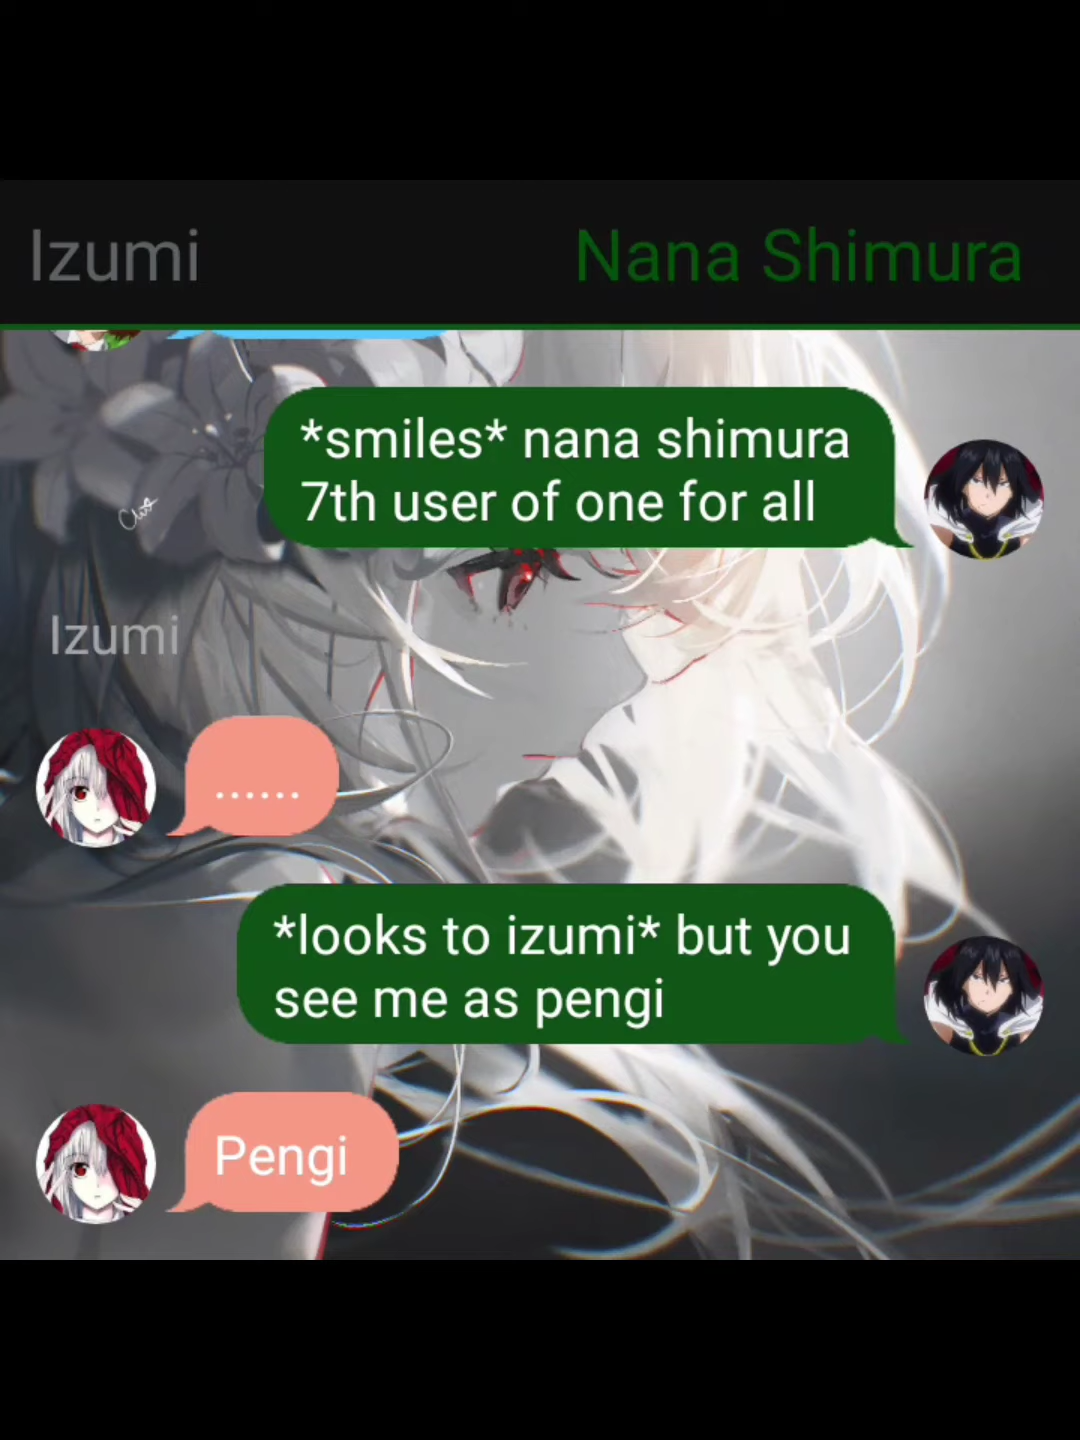 Izumi
Nana Shimura
*smiles* nana shimura
7th user of one for all
Izumi
......
*looks to izumi* but you
see me as pengi
Pengi